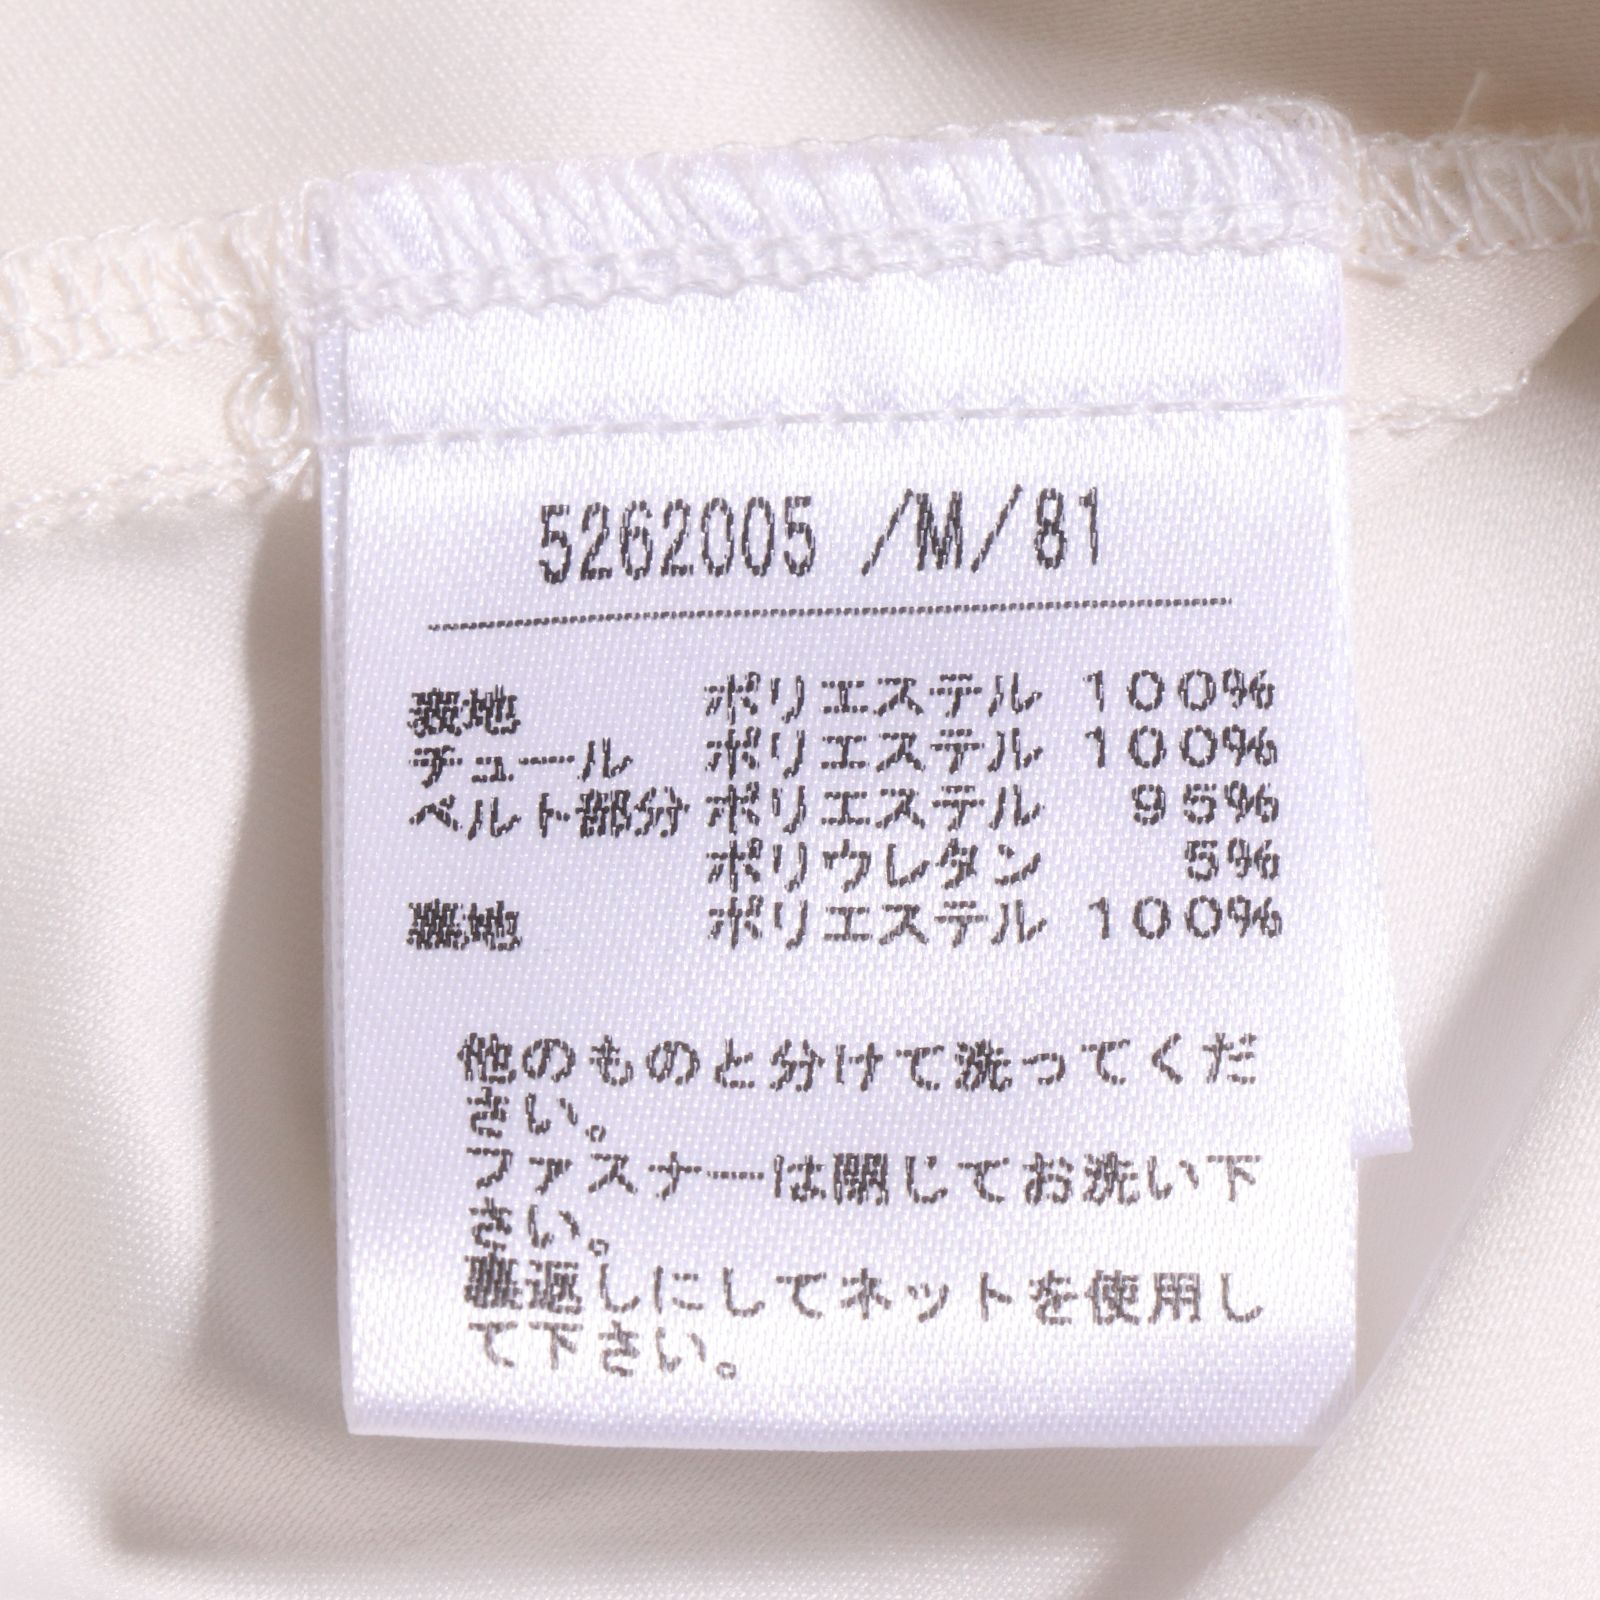 5262005 /M/81
表地 ポリエステル 100%
チュール ポリエステル 100%
ベルト部分 ポリエステル 95%
ポリウレタン 5%
裏地 ポリエステル 100%
他のものと分けて洗ってくだ
さい。
ファスナーは閉じてお洗い下
さい。
裏返しにしてネットを使用し
て下さい。